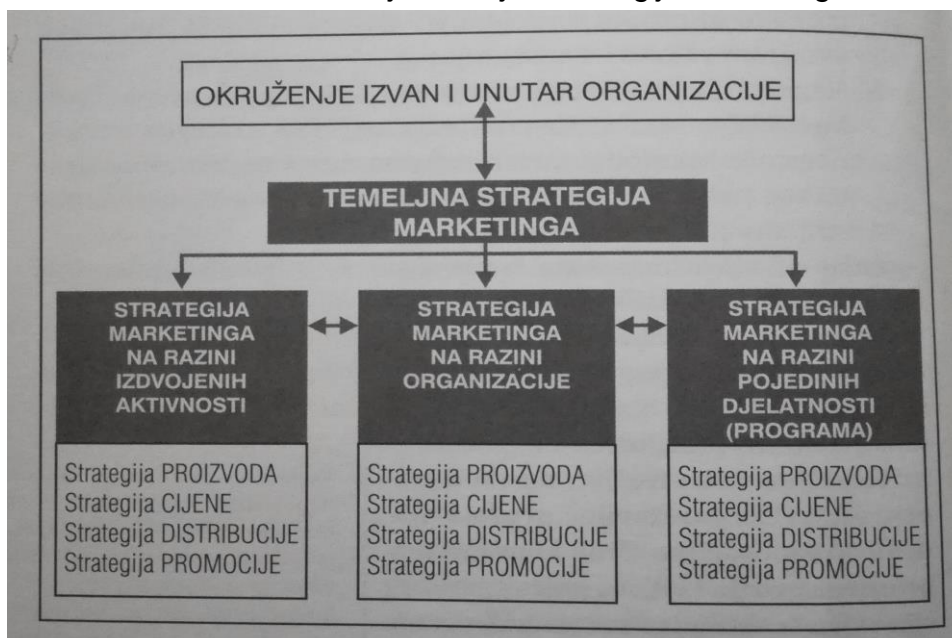 OKRUŽENJE IZVAN I UNUTAR ORGANIZACIJE
TEMELJNA STRATEGIJA
MARKETINGA
STRATEGIJA
MARKETINGA
NA RAZINI
IZDVOJENIH
AKTIVNOSTI
STRATEGIJA
MARKETINGA
NA RAZINI
ORGANIZACIJE
STRATEGIJA
MARKETINGA
NA RAZINI
POJEDINIH
DJELATNOSTI
(PROGRAMA)
Strategija PROIZVODA
Strategija CIJENE
Strategija DISTRIBUCIJE
Strategija PROMOCIJE
Strategija PROIZVODA
Strategija CIJENE
Strategija DISTRIBUCIJE
Strategija PROMOCIJE
Strategija PROIZVODA
Strategija CIJENE
Strategija DISTRIBUCIJE
Strategija PROMOCIJE